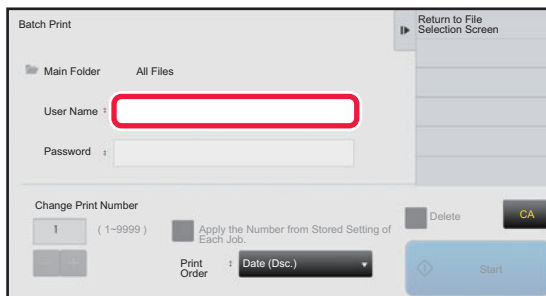 Batch Print
Return to File
Selection Screen
Main Folder All Files
User Name :
Password :
Change Print Number
1 ( 1~9999 )
Apply the Number from Stored Setting of
Each Job.
Print
Order : Date (Dsc.)
Delete
CA
Start